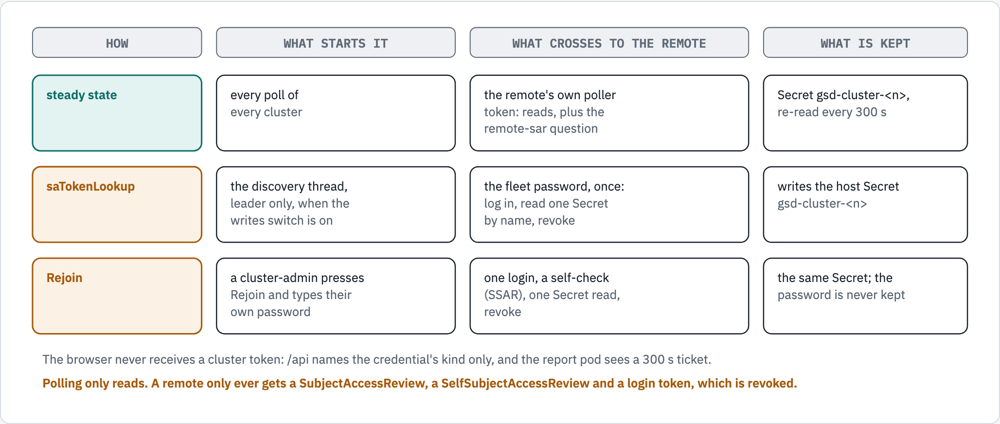 HOW
WHAT STARTS IT
WHAT CROSSES TO THE REMOTE
WHAT IS KEPT
steady state
every poll of
every cluster
the remote's own poller
token: reads, plus the
remote-sar question
Secret gsd-cluster-<n>,
re-read every 300 s
saTokenLookup
the discovery thread,
leader only, when the
writes switch is on
the fleet password, once:
log in, read one Secret
by name, revoke
writes the host Secret
gsd-cluster-<n>
Rejoin
a cluster-admin presses
Rejoin and types their
own password
one login, a self-check
(SSAR), one Secret read,
revoke
the same Secret; the
password is never kept
The browser never receives a cluster token: /api names the credential's kind only, and the report pod sees a 300 s ticket.
Polling only reads. A remote only ever gets a SubjectAccessReview, a SelfSubjectAccessReview and a login token, which is revoked.